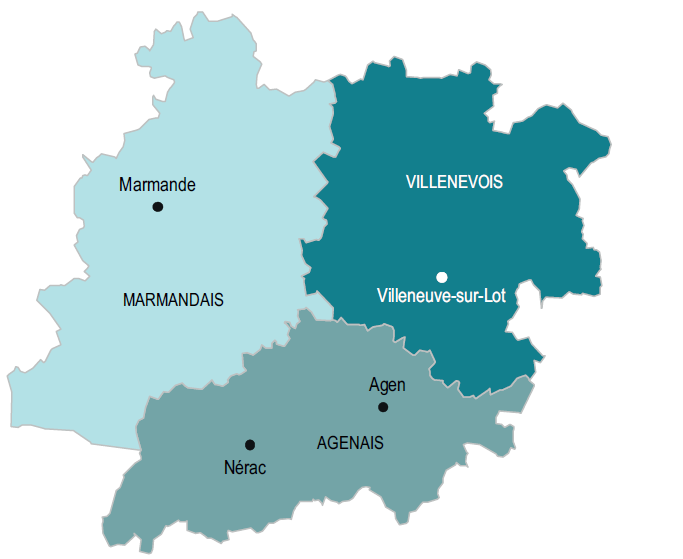 VILLENEVOIS
Marmande
Villeneuve-sur-Lot
MARMANDAIS
Agen
AGENAIS
Nérac